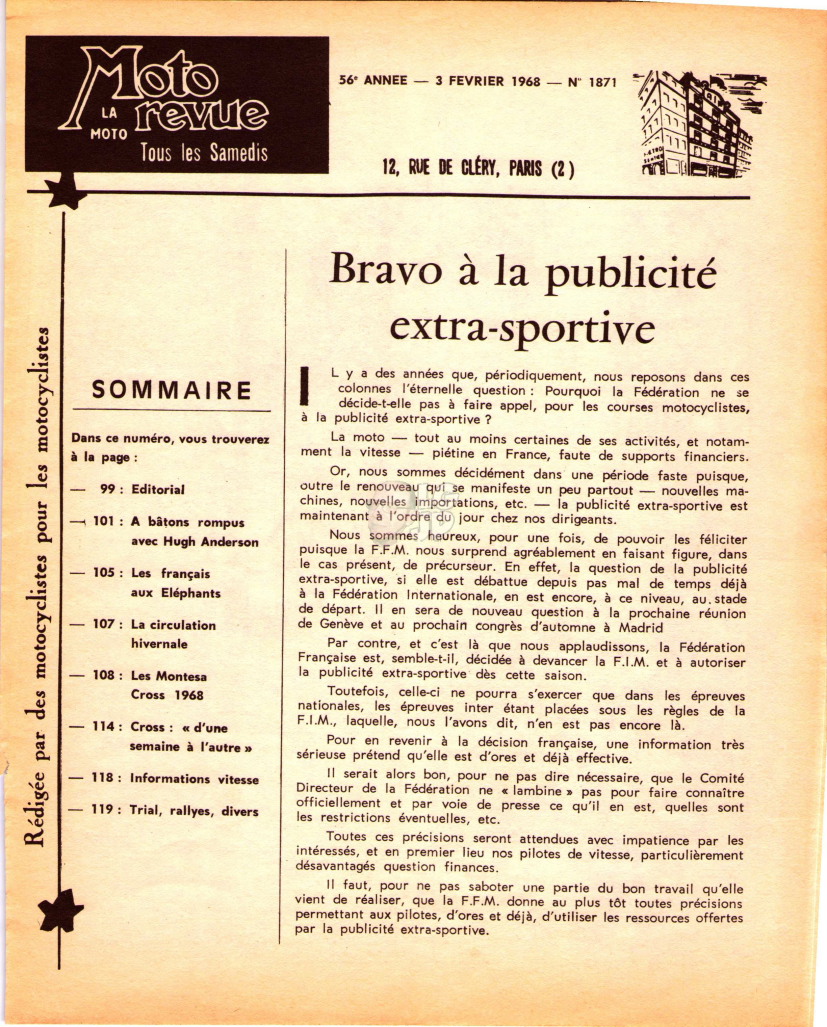 Moto
revue
LA
MOTO
Tous les Samedis
56e ANNEE — 3 FEVRIER 1968 — N° 1871
12, RUE DE CLÉRY, PARIS (2)
Rédigée par des motocyclistes pour les motocyclistes
SOMMAIRE
Dans ce numéro, vous trouverez
à la page :
— 99 : Editorial
— 101 : A bâtons rompus
avec Hugh Anderson
— 105 : Les français
aux Eléphants
— 107 : La circulation
hivernale
— 108 : Les Montesa
Cross 1968
— 114 : Cross : « d'une
semaine à l'autre »
— 118 : Informations vitesse
— 119 : Trial, rallyes, divers
Bravo à la publicité
extra-sportive
IL y a des années que, périodiquement, nous reposons dans ces
colonnes l'éternelle question : Pourquoi la Fédération ne se
décide-t-elle pas à faire appel, pour les courses motocyclistes,
à la publicité extra-sportive ?
La moto — tout au moins certaines de ses activités, et notam-
ment la vitesse — piétine en France, faute de supports financiers.
Or, nous sommes décidément dans une période faste puisque,
outre le renouveau qui se manifeste un peu partout — nouvelles ma-
chines, nouvelles importations, etc. — la publicité extra-sportive est
maintenant à l'ordre du jour chez nos dirigeants.
Nous sommes heureux, pour une fois, de pouvoir les féliciter
puisque la F.F.M. nous surprend agréablement en faisant figure, dans
le cas présent, de précurseur. En effet, la question de la publicité
extra-sportive, si elle est débattue depuis pas mal de temps déjà
à la Fédération Internationale, en est encore, à ce niveau, au stade
de départ. Il en sera de nouveau question à la prochaine réunion
de Genève et au prochain congrès d'automne à Madrid
Par contre, et c'est là que nous applaudissons, la Fédération
Française est, semble-t-il, décidée à devancer la F.I.M. et à autoriser
la publicité extra-sportive dès cette saison.
Toutefois, celle-ci ne pourra s'exercer que dans les épreuves
nationales, les épreuves inter étant placées sous les règles de la
F.I.M., laquelle, nous l'avons dit, n'en est pas encore là.
Pour en revenir à la décision française, une information très
sérieuse prétend qu'elle est d'ores et déjà effective.
Il serait alors bon, pour ne pas dire nécessaire, que le Comité
Directeur de la Fédération ne « lambine » pas pour faire connaître
officiellement et par voie de presse ce qu'il en est, quelles sont
les restrictions éventuelles, etc.
Toutes ces précisions seront attendues avec impatience par les
intéressés, et en premier lieu nos pilotes de vitesse, particulièrement
désavantagés question finances.
Il faut, pour ne pas saboter une partie du bon travail qu'elle
vient de réaliser, que la F.F.M. donne au plus tôt toutes précisions
permettant aux pilotes, d'ores et déjà, d'utiliser les ressources offertes
par la publicité extra-sportive.